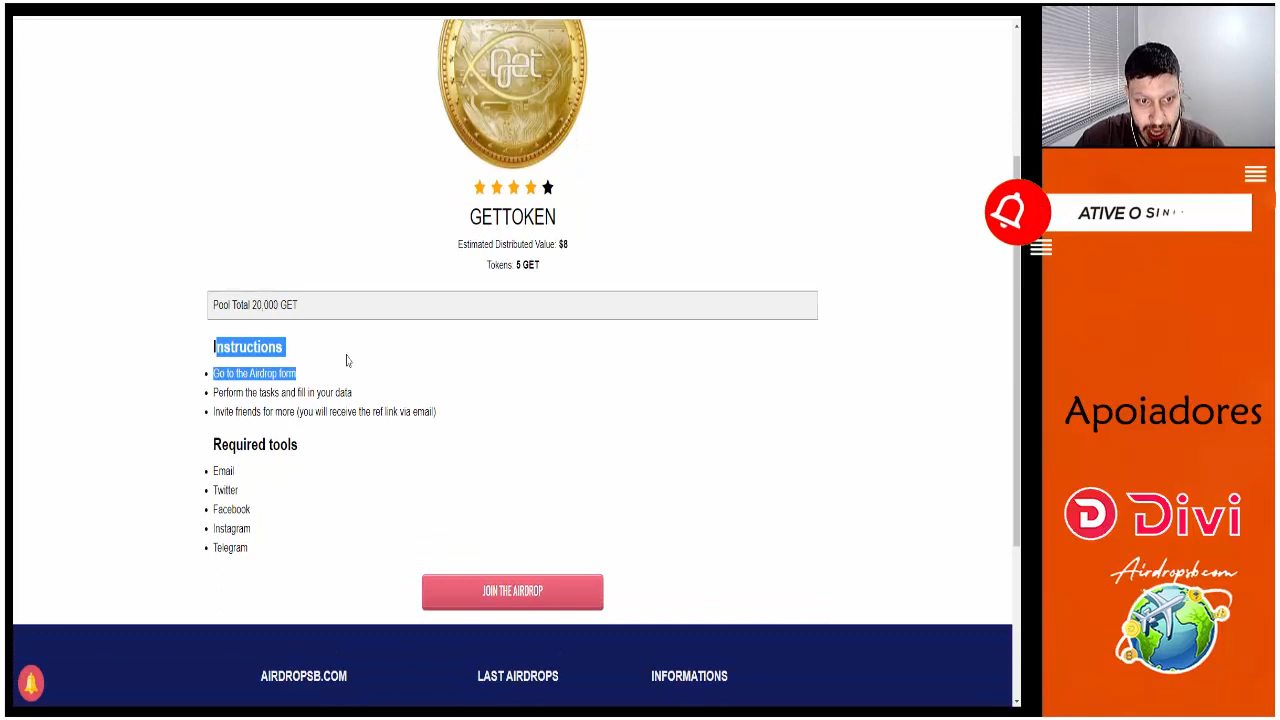 get
GETTOKEN
Estimated Distributed Value: $8
Tokens: 5 GET
Pool Total 20,000 GET
Instructions
Go to the Airdrop form
Perform the tasks and fill in your data
Invite friends for more (you will receive the ref link via email)
Required tools
Email
Twitter
Facebook
Instagram
Telegram
JOIN THE AIRDROP
AIRDROPSB.COM
LAST AIRDROPS
INFORMATIONS
ATIVE O SIN
Apoiadores
D Divi
Airdropsb.com